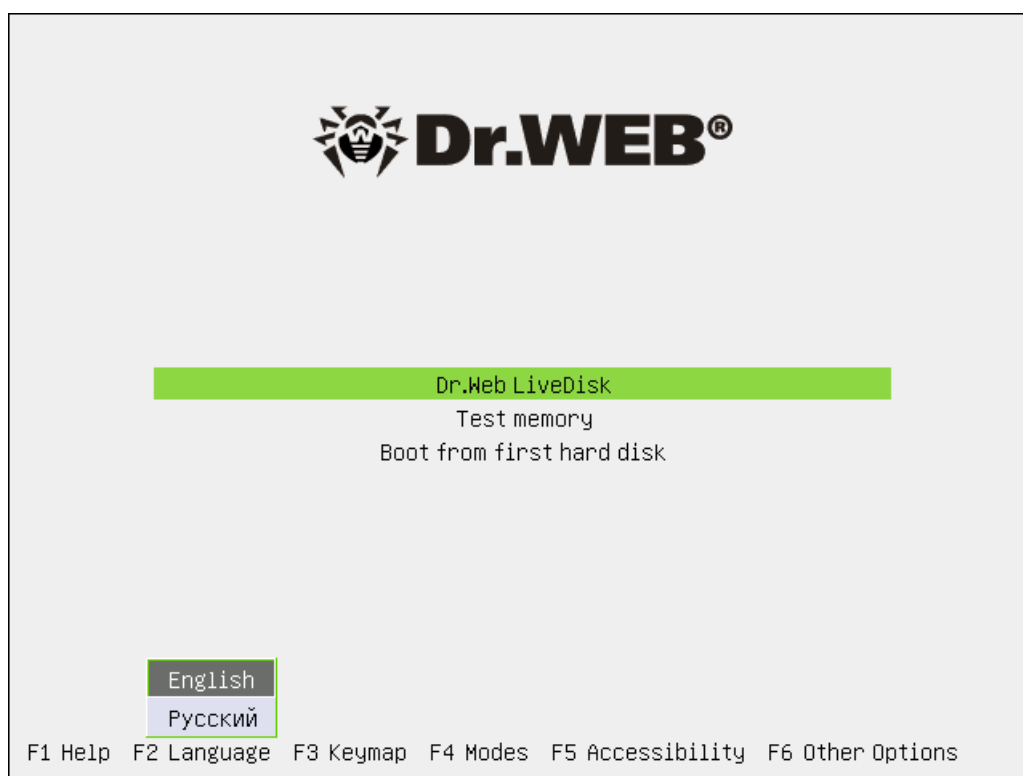 Dr.WEB®
Dr.Web LiveDisk
Test memory
Boot from first hard disk
English
Русский
F1 Help F2 Language F3 Keymap F4 Modes F5 Accessibility F6 Other Options